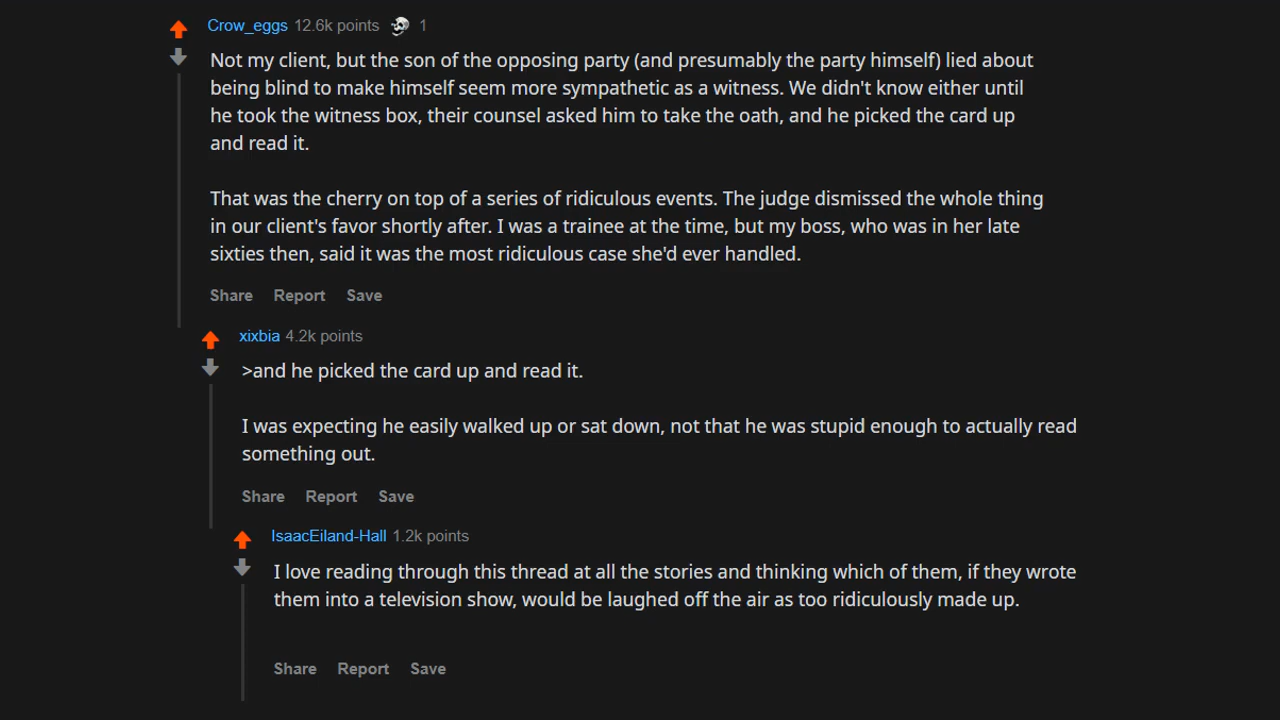 Crow_eggs 12.6k points 1
Not my client, but the son of the opposing party (and presumably the party himself) lied about
being blind to make himself seem more sympathetic as a witness. We didn't know either until
he took the witness box, their counsel asked him to take the oath, and he picked the card up
and read it.
That was the cherry on top of a series of ridiculous events. The judge dismissed the whole thing
in our client's favor shortly after. I was a trainee at the time, but my boss, who was in her late
sixties then, said it was the most ridiculous case she'd ever handled.
Share Report Save
xixbia 4.2k points
>and he picked the card up and read it.
I was expecting he easily walked up or sat down, not that he was stupid enough to actually read
something out.
Share Report Save
IsaacEiland-Hall 1.2k points
I love reading through this thread at all the stories and thinking which of them, if they wrote
them into a television show, would be laughed off the air as too ridiculously made up.
Share Report Save